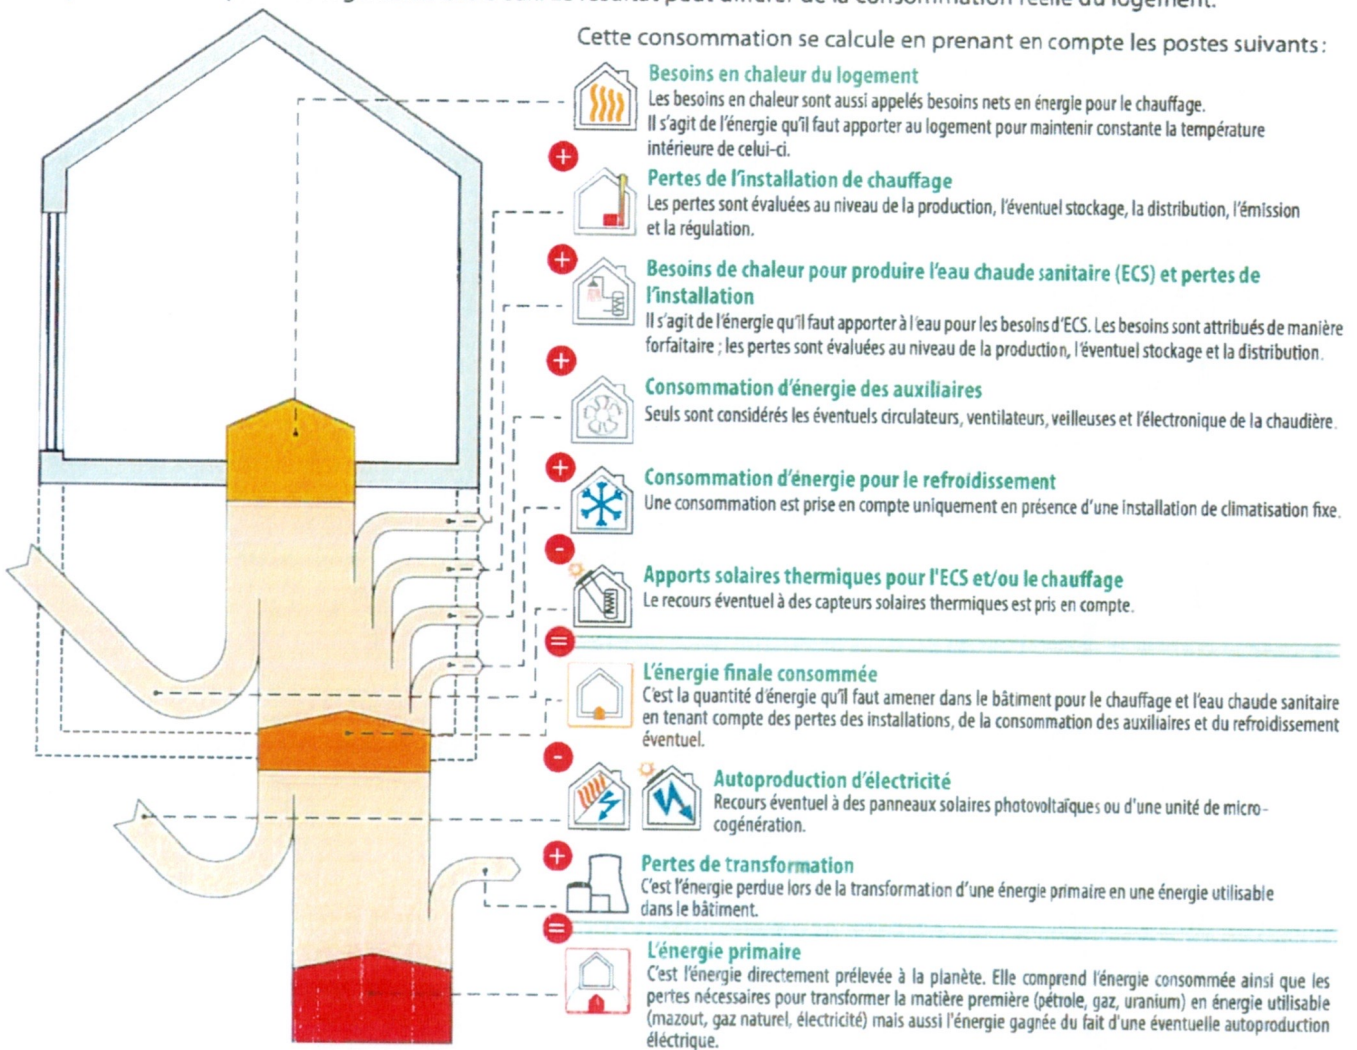 résultat peut différer de la consommation réelle du logement.
Cette consommation se calcule en prenant en compte les postes suivants :
Besoins en chaleur du logement
Les besoins en chaleur sont aussi appelés besoins nets en énergie pour le chauffage.
Il s'agit de l'énergie qu'il faut apporter au logement pour maintenir constante la température
intérieure de celui-ci.
+
Pertes de l'installation de chauffage
Les pertes sont évaluées au niveau de la production, l'éventuel stockage, la distribution, l'émission
et la régulation.
+
Besoins de chaleur pour produire l'eau chaude sanitaire (ECS) et pertes de
l'installation
Il s'agit de l'énergie qu'il faut apporter à l'eau pour les besoins d'ECS. Les besoins sont attribués de manière
forfaitaire ; les pertes sont évaluées au niveau de la production, l'éventuel stockage et la distribution.
+
Consommation d'énergie des auxiliaires
Seuls sont considérés les éventuels circulateurs, ventilateurs, veilleuses et l'électronique de la chaudière.
+
Consommation d'énergie pour le refroidissement
Une consommation est prise en compte uniquement en présence d'une installation de climatisation fixe.
-
Apports solaires thermiques pour l'ECS et/ou le chauffage
Le recours éventuel à des capteurs solaires thermiques est pris en compte.
=
L'énergie finale consommée
C'est la quantité d'énergie qu'il faut amener dans le bâtiment pour le chauffage et l'eau chaude sanitaire
en tenant compte des pertes des installations, de la consommation des auxiliaires et du refroidissement
éventuel.
-
Autoproduction d'électricité
Recours éventuel à des panneaux solaires photovoltaïques ou d'une unité de micro-
cogénération.
+
Pertes de transformation
C'est l'énergie perdue lors de la transformation d'une énergie primaire en une énergie utilisable
dans le bâtiment.
=
L'énergie primaire
C'est l'énergie directement prélevée à la planète. Elle comprend l'énergie consommée ainsi que les
pertes nécessaires pour transformer la matière première (pétrole, gaz, uranium) en énergie utilisable
(mazout, gaz naturel, électricité) mais aussi l'énergie gagnée du fait d'une éventuelle autoproduction
éléctrique.